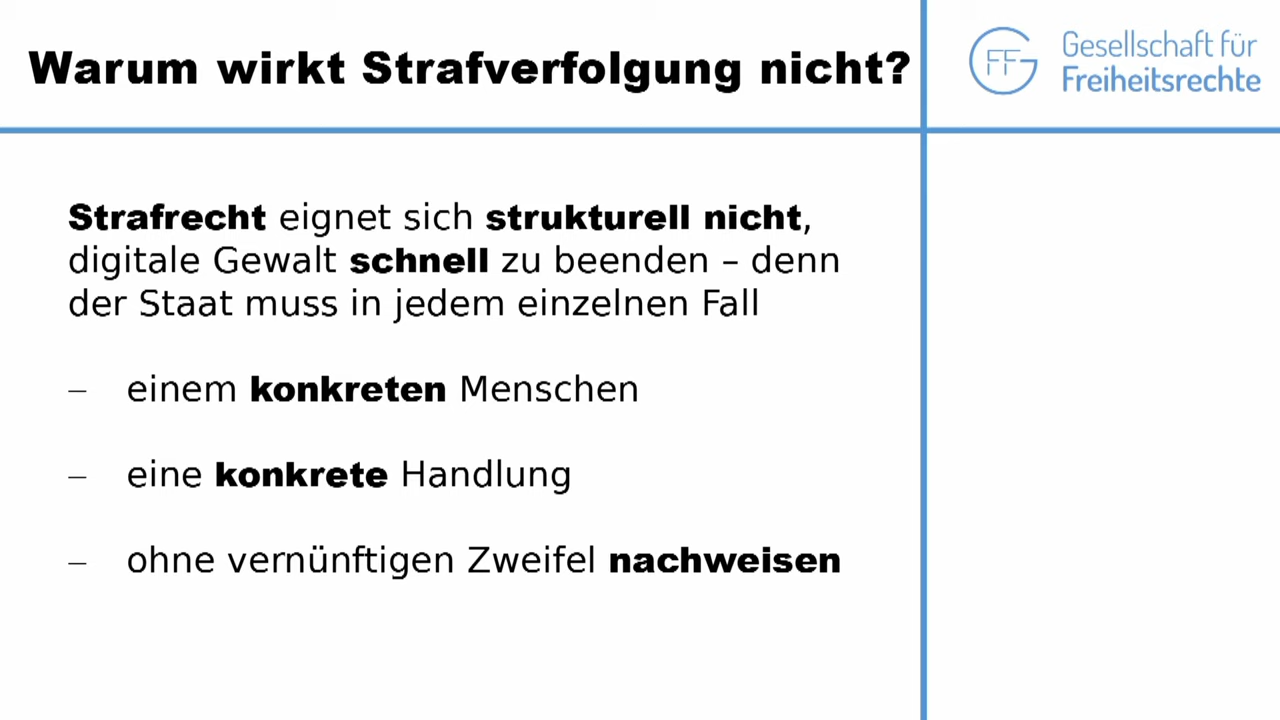 Warum wirkt Strafverfolgung nicht?
GFF
Gesellschaft für
Freiheitsrechte
Strafrecht eignet sich strukturell nicht,
digitale Gewalt schnell zu beenden – denn
der Staat muss in jedem einzelnen Fall
– einem konkreten Menschen
– eine konkrete Handlung
– ohne vernünftigen Zweifel nachweisen